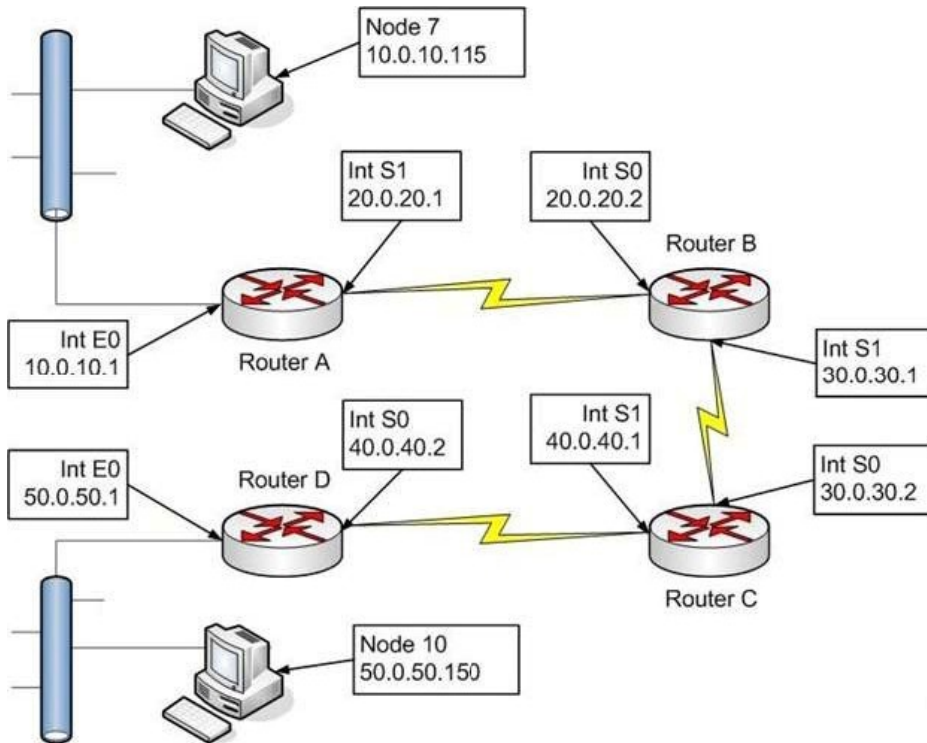 Node 7
10.0.10.115
Int S1
20.0.20.1
Int S0
20.0.20.2
Router B
Int E0
10.0.10.1
Router A
Int S1
30.0.30.1
Int S0
40.0.40.2
Int S1
40.0.40.1
Int E0
50.0.50.1
Router D
Int S0
30.0.30.2
Router C
Node 10
50.0.50.150